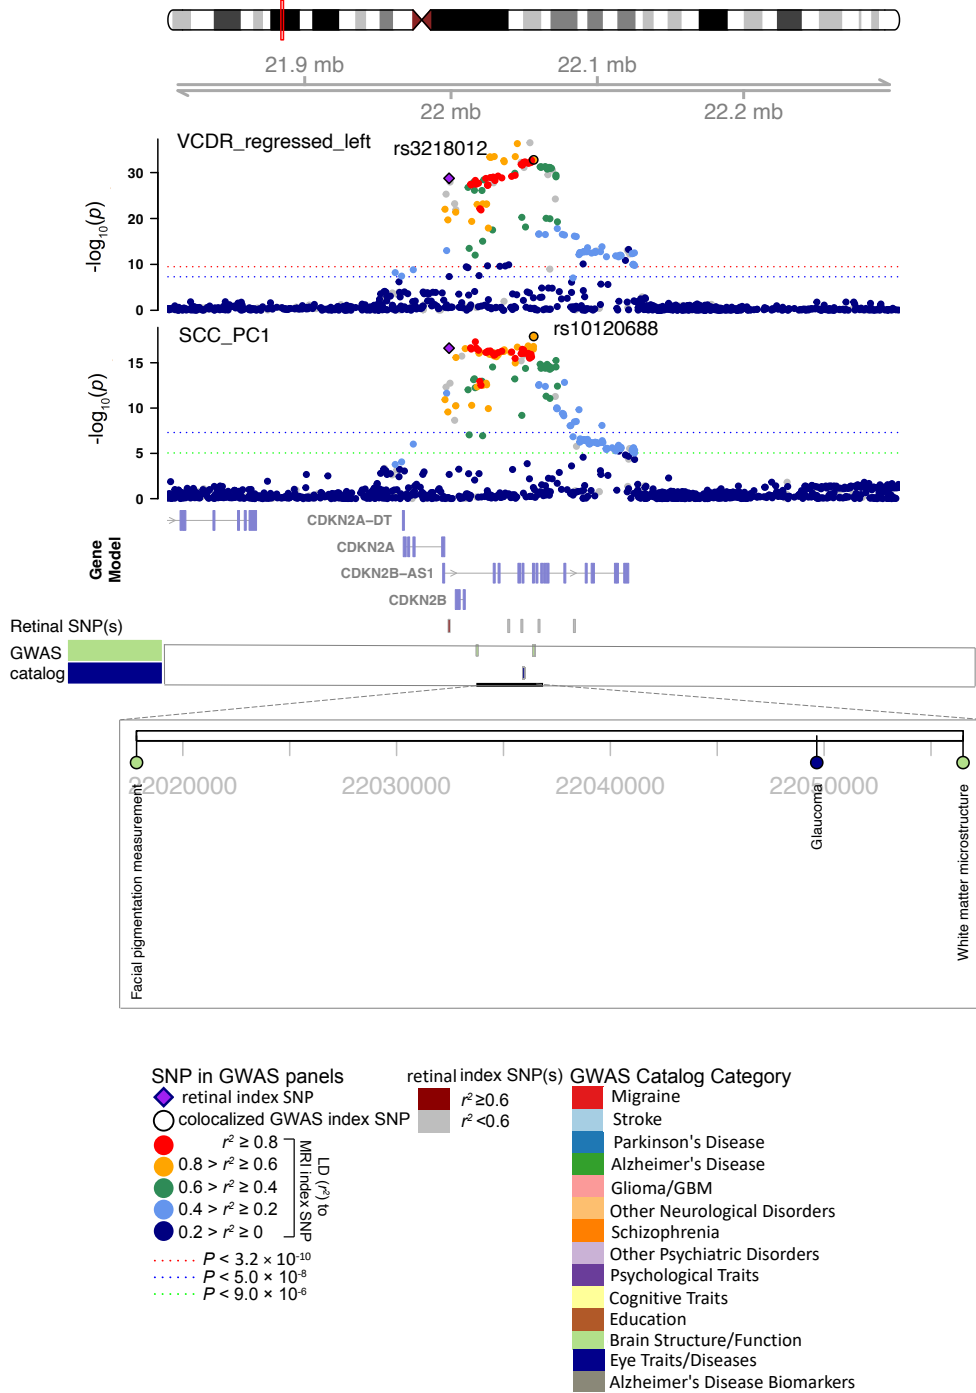 21.9 mb
22.1 mb
22 mb
22.2 mb
VCDR_regressed_left
rs3218012
30
20
10
0
-log10(p)
SCC_PC1
rs10120688
15
10
5
0
-log10(p)
Gene
Model
CDKN2A-DT
CDKN2A
CDKN2B-AS1
CDKN2B
Retinal SNP(s)
GWAS
catalog
22020000
22030000
22040000
22050000
Facial pigmentation measurement
Glaucoma
White matter microstructure
SNP in GWAS panels
retinal index SNP
colocalized GWAS index SNP
r² ≥ 0.8
0.8 > r² ≥ 0.6
0.6 > r² ≥ 0.4
0.4 > r² ≥ 0.2
0.2 > r² ≥ 0
LD (r²) to
MRI index SNP
P < 3.2 × 10⁻¹⁰
P < 5.0 × 10⁻⁸
P < 9.0 × 10⁻⁶
retinal index SNP(s)
r² ≥0.6
r² <0.6
GWAS Catalog Category
Migraine
Stroke
Parkinson's Disease
Alzheimer's Disease
Glioma/GBM
Other Neurological Disorders
Schizophrenia
Other Psychiatric Disorders
Psychological Traits
Cognitive Traits
Education
Brain Structure/Function
Eye Traits/Diseases
Alzheimer's Disease Biomarkers